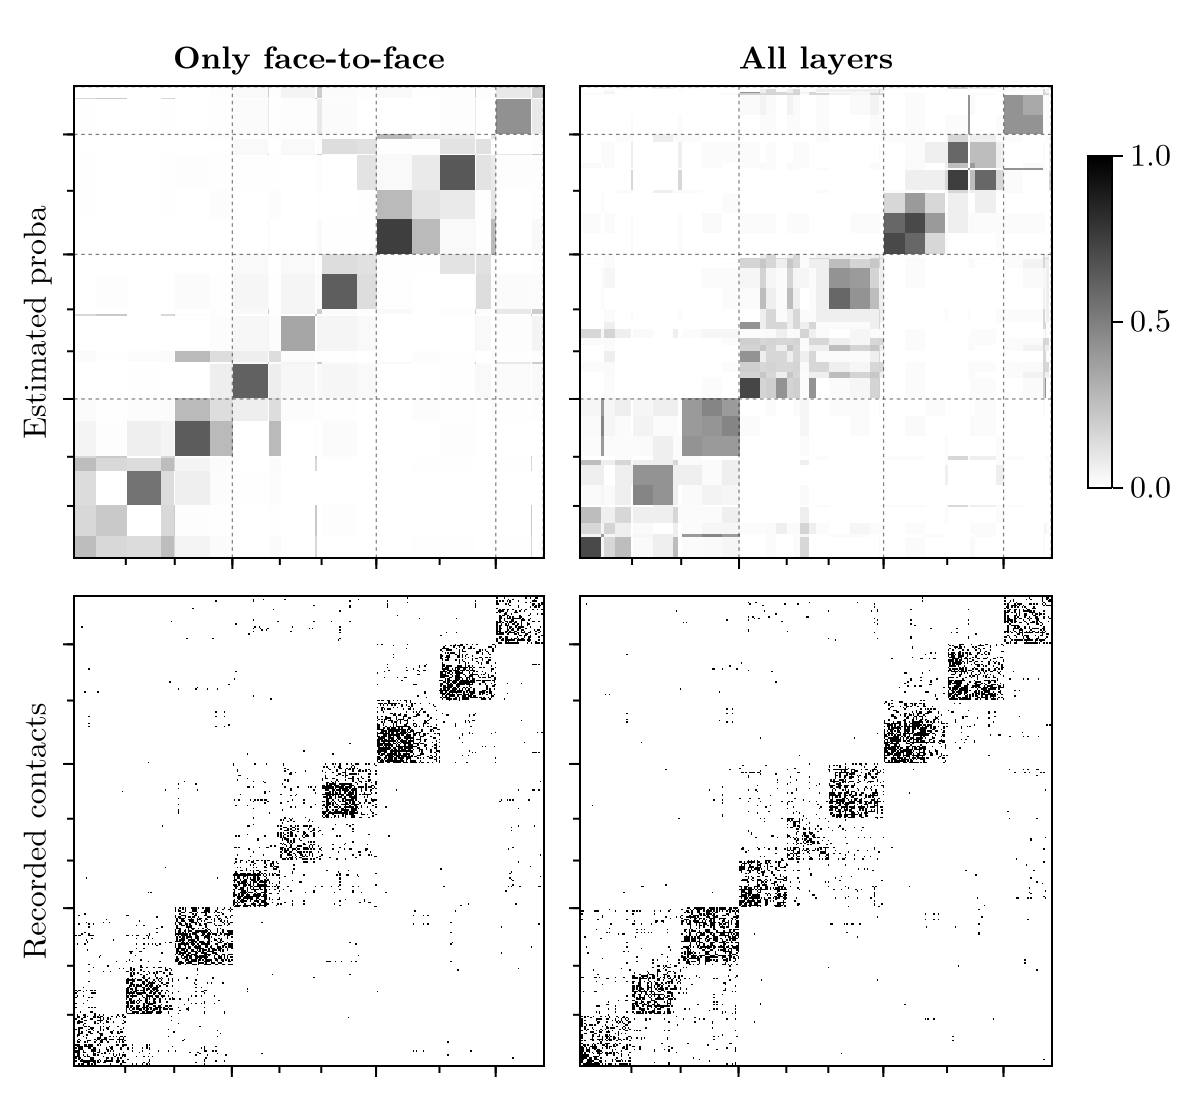 Only face-to-face
All layers
Estimated proba
1.0
0.5
0.0
Recorded contacts